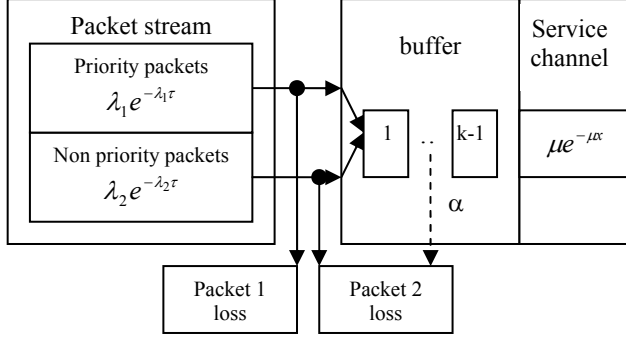 Packet stream
Priority packets
λ₁e^{-λ₁τ}
Non priority packets
λ₂e^{-λ₂τ}
buffer
1
..
k-1
α
Service
channel
μe^{-μx}
Packet 1
loss
Packet 2
loss